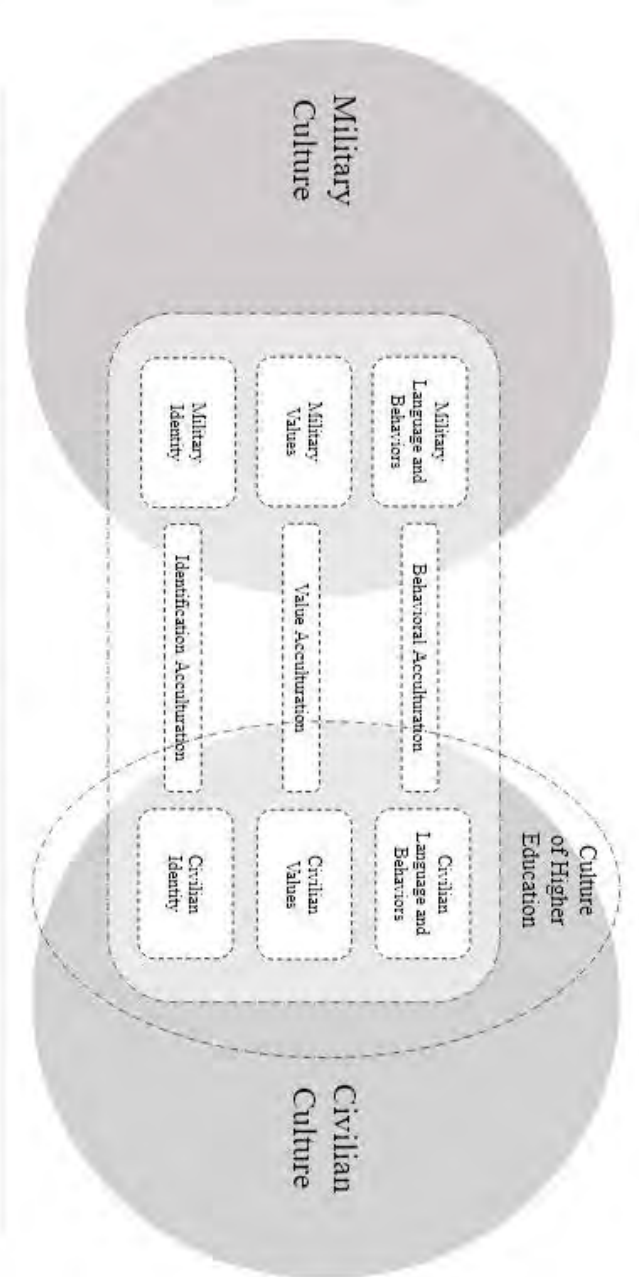 Military
Culture
Military
Language and
Behaviors
Military
Values
Military
Identity
Behavioral Acculturation
Value Acculturation
Identification Acculturation
Culture
of Higher
Education
Civilian
Language and
Behaviors
Civilian
Values
Civilian
Identity
Civilian
Culture